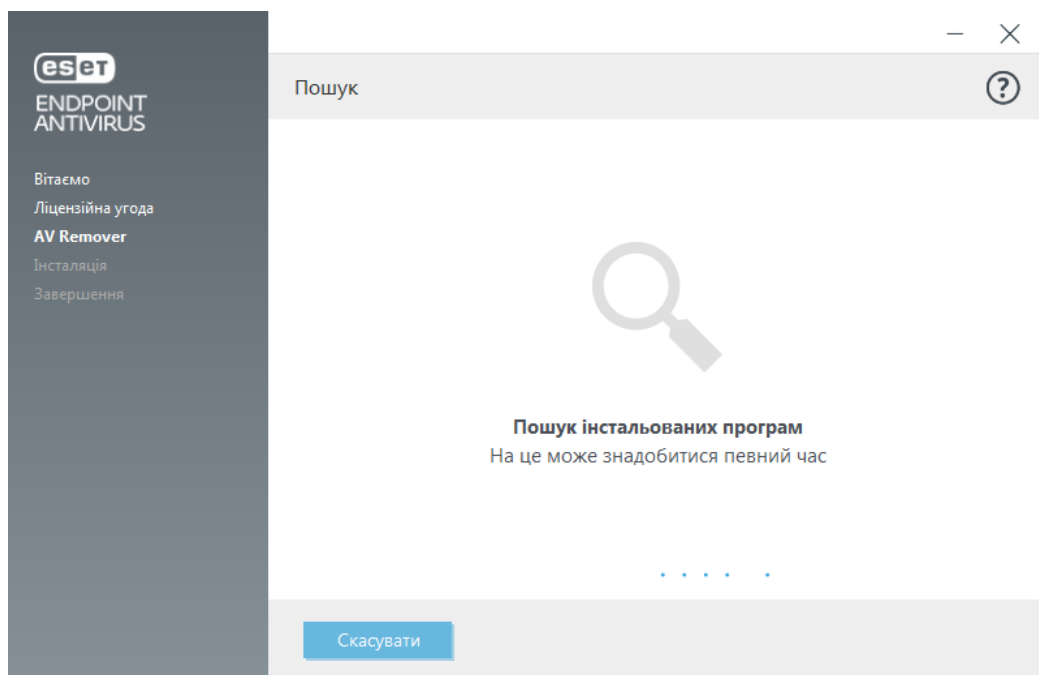 eset
ENDPOINT
ANTIVIRUS
Вітаємо
Ліцензійна угода
AV Remover
Інсталяція
Завершення
Пошук
?
Пошук інстальованих програм
На це може знадобитися певний час
Скасувати